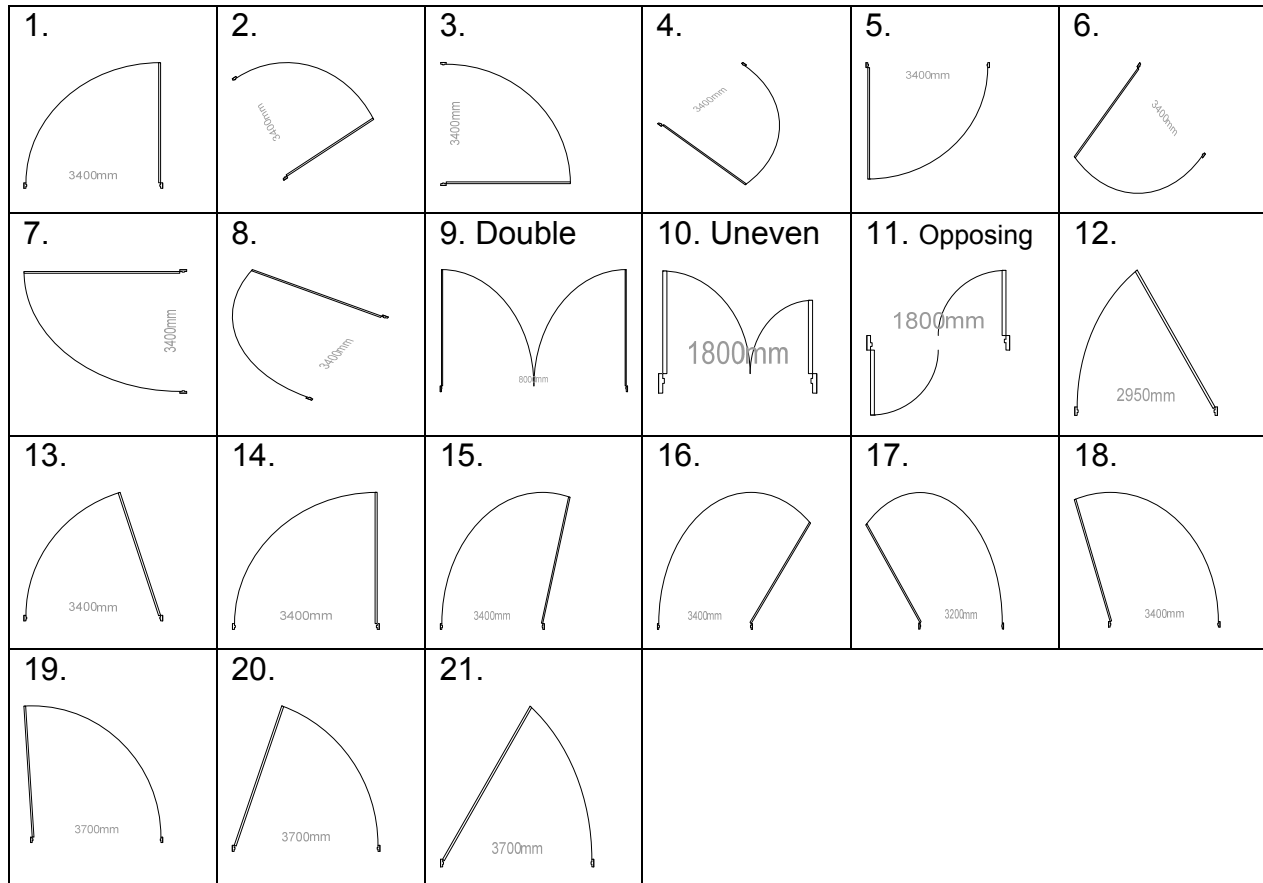 1.
3400mm
2.
3400mm
3.
3400mm
4.
3400mm
5.
3400mm
6.
3400mm
7.
3400mm
8.
3400mm
9. Double
8000mm
10. Uneven
1800mm
11. Opposing
1800mm
12.
2950mm
13.
3400mm
14.
3400mm
15.
3400mm
16.
3400mm
17.
3200mm
18.
3400mm
19.
3700mm
20.
3700mm
21.
3700mm